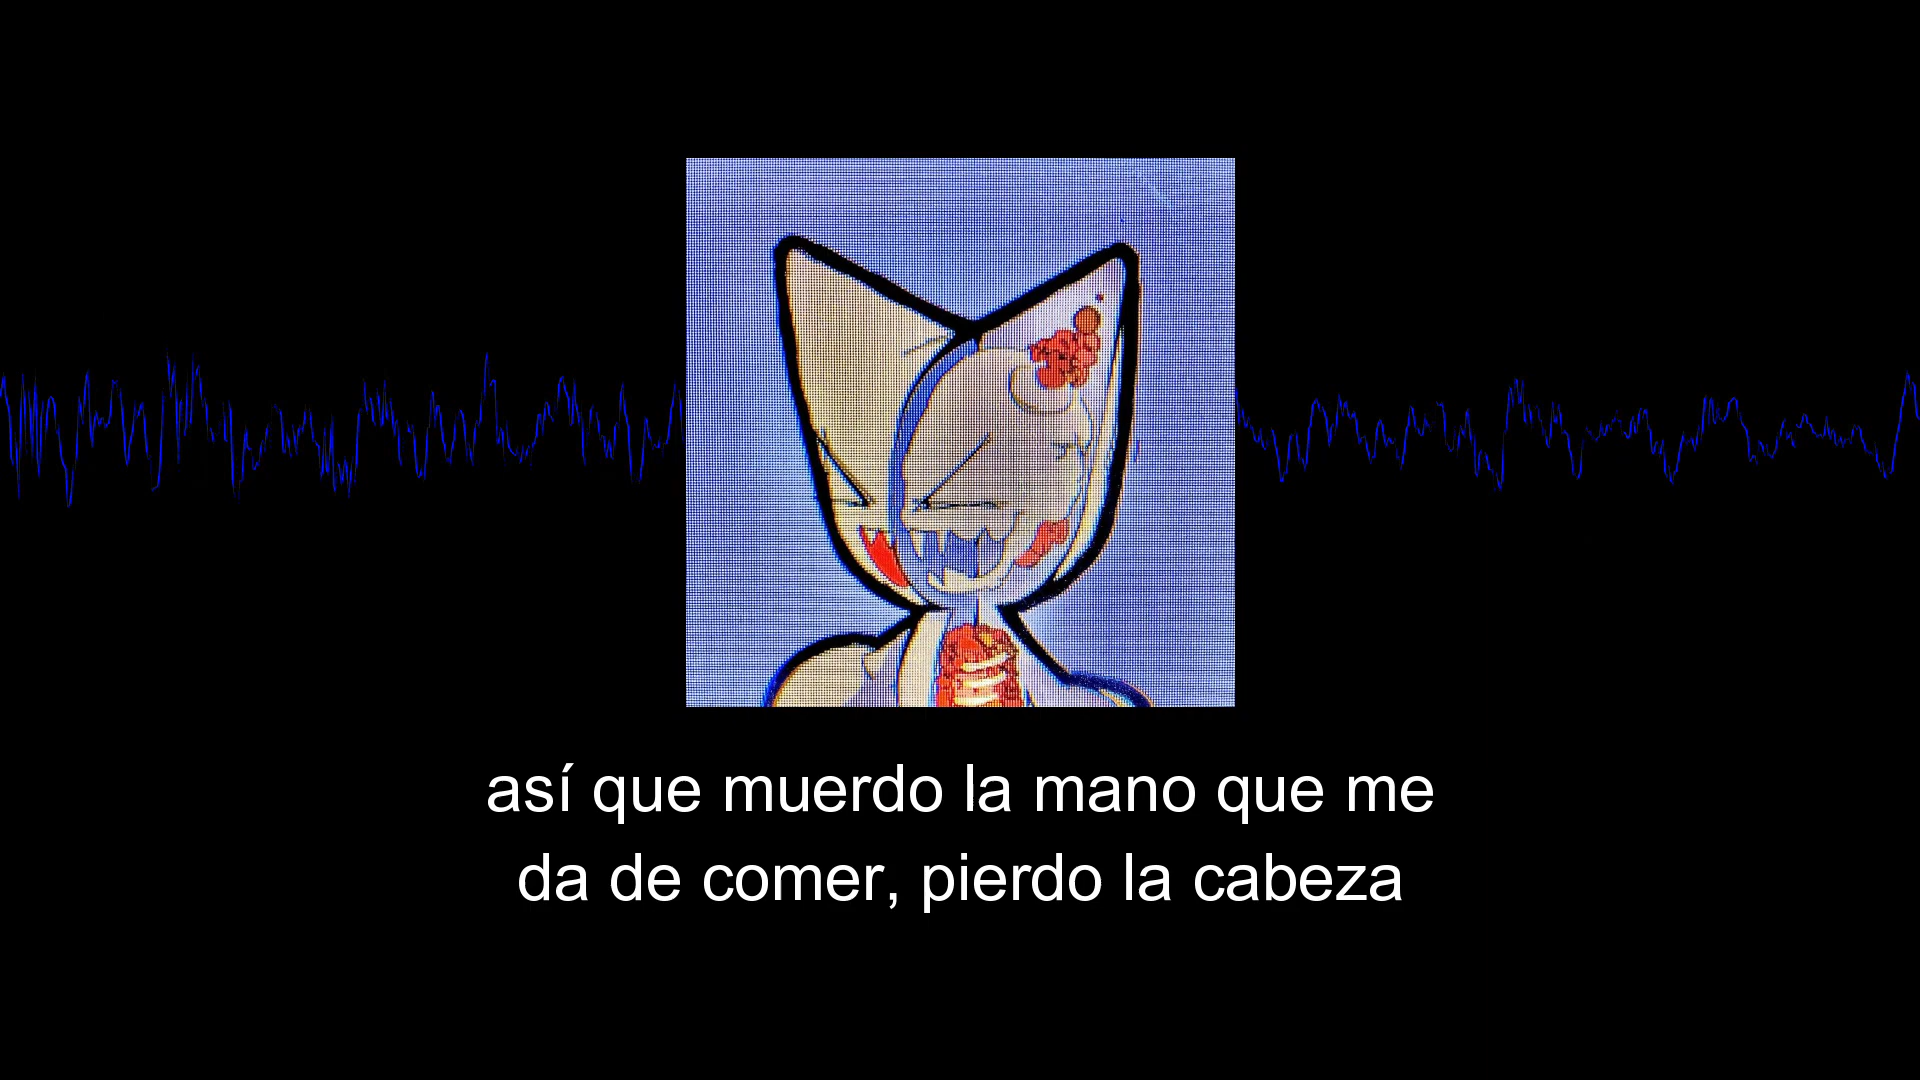 así que muerdo la mano que me
da de comer, pierdo la cabeza